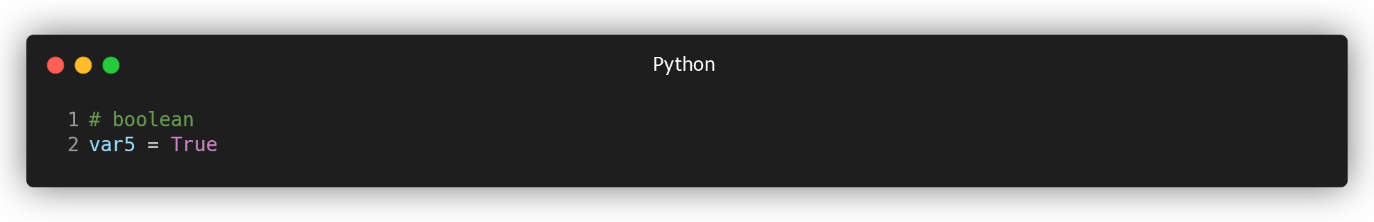 Python
1 # boolean
2 var5 = True